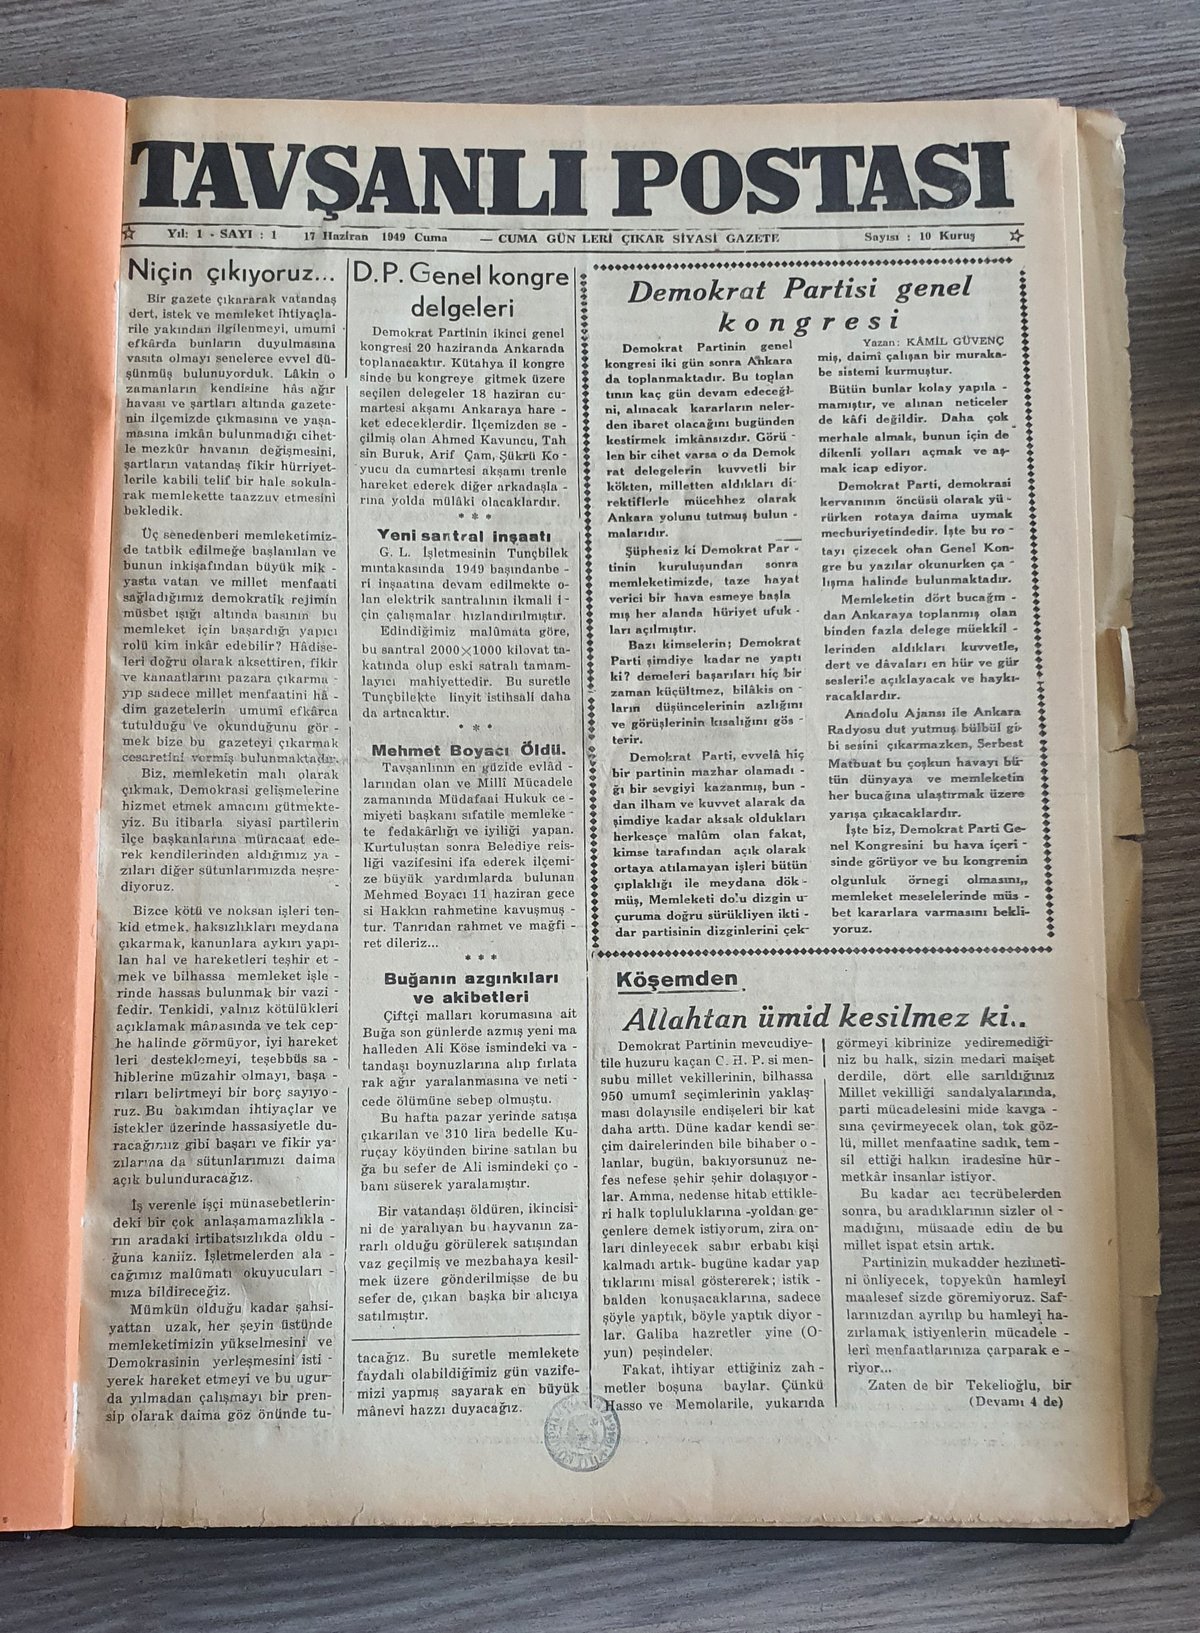 TAVŞANLI POSTASI
Yıl: 1 - SAYI : 1 17 Haziran 1949 Cuma — CUMA GÜN LERİ ÇIKAR SİYASİ GAZETE Sayısı : 10 Kuruş
Niçin çıkıyoruz...
Bir gazete çıkararak vatandaş
dert, istek ve memleket ihtiyaçla-
rile yakından ilgilenmeyi, umumi
efkârda bunların duyulmasına
vasıta olmayı senelerce evvel dü-
şünmüş bulunuyorduk. Lâkin o
zamanların kendisine hâs ağır
havası ve şartları altında gazete-
nin ilçemizde çıkmasına ve yaşa-
masına imkân bulunmadığı cihet-
le mezkûr havanın değişmesini,
şartların vatandaş fikir hürriyet-
lerile kabili telif bir hale sokula-
rak memlekette taazzuv etmesini
bekledik.
Üç senedenberi memleketimiz-
de tatbik edilmeğe başlanılan ve
bunun inkişafından büyük mik -
yasta vatan ve millet menfaati
sağladığımız demokratik rejimin
müsbet ışığı altında basının bu
memleket için başardığı yapıcı
rolü kim inkâr edebilir? Hâdise-
leri doğru olarak aksettiren, fikir
ve kanaatlarını pazara çıkarma -
yıp sadece millet menfaatini hâ -
dim gazetelerin umumî efkârca
tutulduğu ve okunduğunu gör -
mek bize bu gazeteyi çıkarmak
cesaretini vermiş bulunmaktadır.
Biz, memleketin malı olarak
çıkmak, Demokrasi gelişmelerine
hizmet etmek amacını gütmekte-
yiz. Bu itibarla siyasi partilerin
ilçe başkanlarına müracaat ede-
rek kendilerinden aldığımız ya -
zıları diğer sütunlarımızda neşre-
diyoruz.
Bizce kötü ve noksan işleri ten-
kid etmek, haksızlıkları meydana
çıkarmak, kanunlara aykırı yapı-
lan hal ve hareketleri teşhir et -
mek ve bilhassa memleket işle -
rinde hassas bulunmak bir vazi -
fedir. Tenkidi, yalnız kötülükleri
açıklamak mânasında ve tek cep-
he halinde görmüyor, iyi hareket
leri desteklemeyi, teşebbüs sa -
hiblerine müzahir olmayı, başa -
rıları belirtmeyi bir borç sayıyo -
ruz. Bu bakımdan ihtiyaçlar ve
istekler üzerinde hassasiyetle du-
racağımız gibi başarı ve fikir ya-
zılarına da sütunlarımızı daima
açık bulunduracağız.
İş verenle işçi münasebetlerin-
deki bir çok anlaşamamazlıkla -
rın aradaki irtibatsızlıkda oldu -
ğuna kaniiz. İşletmelerden ala -
cağımız malûmatı okuyucuları -
mıza bildireceğiz.
Mümkün olduğu kadar şahsi-
yattan uzak, her şeyin üstünde
memleketimizin yükselmesini ve
Demokrasinin yerleşmesini isti -
yerek hareket etmeyi ve bu ugur-
da yılmadan çalışmayı bir pren-
sip olarak daima göz önünde tu-
D.P. Genel kongre
delgeleri
Demokrat Partinin ikinci genel
kongresi 20 haziranda Ankarada
toplanacaktır. Kütahya il kongre
sinde bu kongreye gitmek üzere
seçilen delegeler 18 haziran cu-
martesi akşamı Ankaraya hare -
ket edeceklerdir. İlçemizden se -
çilmiş olan Ahmed Kavuncu, Tah
sin Buruk, Arif Çam, Şükrü Ko -
yucu da cumartesi akşamı trenle
hareket ederek diğer arkadaşla -
rına yolda mülâki olacaklardır.
* * *
Yeni santral inşaatı
G. L. İşletmesinin Tunçbilek
mıntakasında 1949 başındanbe -
ri inşaatına devam edilmekte o-
lan elektrik santralının ikmali i-
çin çalışmalar hızlandırılmıştır.
Edindiğimiz malûmata göre,
bu santral 2000×1000 kilovat ta-
katında olup eski satralı tamam-
layıcı mahiyettedir. Bu suretle
Tunçbilekte linyit istihsali daha
da artacaktır.
* * *
Mehmet Boyacı Öldü.
Tavşanlının en güzide evlâd -
larından olan ve Millî Mücadele
zamanında Müdafaai Hukuk ce -
miyeti başkanı sıfatile memleke -
te fedakârlığı ve iyiliği yapan.
Kurtuluştan sonra Belediye reis-
liği vazifesini ifa ederek ilçemi-
ze büyük yardımlarda bulunan
Mehmed Boyacı 11 haziran gece
si Hakkın rahmetine kavuşmuş -
tur. Tanrıdan rahmet ve mağfi -
ret dileriz...
* * *
Buğanın azgınkıları
ve akibetleri
Çiftçi malları korumasına ait
Buğa son günlerde azmış yeni ma
halleden Ali Köse ismindeki va -
tandaşı boynuzlarına alıp fırlata
rak ağır yaralanmasına ve neti -
cede ölümüne sebep olmuştu.
Bu hafta pazar yerinde satışa
çıkarılan ve 310 lira bedelle Ku-
ruçay köyünden birine satılan bu
ğa bu sefer de Ali ismindeki ço -
banı süserek yaralamıştır.
Bir vatandaşı öldüren, ikincisi-
ni de yaralıyan bu hayvanın za-
rarlı olduğu görülerek satışından
vaz geçilmiş ve mezbahaya kesil-
mek üzere gönderilmişse de bu
sefer de, çıkan başka bir alıcıya
satılmıştır.
tacağız. Bu suretle memlekete
faydalı olabildiğimiz gün vazife-
mizi yapmış sayarak en büyük
mânevi hazzı duyacağız.
Demokrat Partisi genel
kongresi
Demokrat Partinin genel
kongresi iki gün sonra Ankara
da toplanmaktadır. Bu toplan
tının kaç gün devam edeceği-
ni, alınacak kararların neler-
den ibaret olacağını bugünden
kestirmek imkânsızdır. Görü -
len bir cihet varsa o da Demok
rat delegelerin kuvvetli bir
kökten, milletten aldıkları di-
rektiflerle mücehhez olarak
Ankara yolunu tutmuş bulun -
malarıdır.
Şüphesiz ki Demokrat Par -
tinin kuruluşundan sonra
memleketimizde, taze hayat
verici bir hava esmeye başla
mış her alanda hüriyet ufuk -
ları açılmıştır.
Bazı kimselerin; Demokrat
Parti şimdiye kadar ne yaptı
ki? demeleri başarıları hiç bir
zaman küçültmez, bilâkis on -
ların düşüncelerinin azlığını
ve görüşlerinin kısalığını gös -
terir.
Demokrat Parti, evvelâ hiç
bir partinin mazhar olamadı -
ğı bir sevgiyi kazanmış, bun -
dan ilham ve kuvvet alarak da
şimdiye kadar aksak oldukları
herkesçe malûm olan fakat,
kimse tarafından açık olarak
ortaya atılamayan işleri bütün
çıplaklığı ile meydana dök -
müş, Memleketi dolu dizgin u-
çuruma doğru sürükliyen ikti -
dar partisinin dizginlerini çek-
Yazan: KÂMİL GÜVENÇ
miş, daimî çalışan bir muraka-
be sistemi kurmuştur.
Bütün bunlar kolay yapıla -
mamıştır, ve alınan neticeler
de kâfi değildir. Daha çok
merhale almak, bunun için de
dikenli yolları açmak ve aş-
mak icap ediyor.
Demokrat Parti, demokrasi
kervanının öncüsü olarak yü -
rürken rotaya daima uymak
mecburiyetindedir. İşte bu ro -
tayı çizecek olan Genel Kon-
gre bu yazılar okunurken ça -
lışma halinde bulunmaktadır.
Memleketin dört bucağın -
dan Ankaraya toplanmış olan
binden fazla delege müekkil -
lerinden aldıkları kuvvetle,
dert ve dâvaları en hür ve gür
seslerile açıklayacak ve haykı-
racaklardır.
Anadolu Ajansı ile Ankara
Radyosu dut yutmuş bülbül gi-
bi sesini çıkarmazken, Serbest
Matbuat bu çoşkun havayı bü-
tün dünyaya ve memleketin
her bucağına ulaştırmak üzere
yarışa çıkacaklardır.
İşte biz, Demokrat Parti Ge-
nel Kongresini bu hava içeri -
sinde görüyor ve bu kongrenin
olgunluk örnegi olmasını,,
memleket meselelerinde müs -
bet kararlara varmasını bekli-
yoruz.
Köşemden
Allahtan ümid kesilmez ki..
Demokrat Partinin mevcudiye-
tile huzuru kaçan C. H. P. si men-
subu millet vekillerinin, bilhassa
950 umumî seçimlerinin yaklaş-
ması dolayısile endişeleri bir kat
daha arttı. Düne kadar kendi se-
çim dairelerinden bile bihaber o -
lanlar, bugün, bakıyorsunuz ne-
fes nefese şehir şehir dolaşıyor -
lar. Amma, nedense hitab ettikle-
ri halk topluluklarına -yoldan ge-
çenlere demek istiyorum, zira on-
ları dinleyecek sabır erbabı kişi
kalmadı artık- bugüne kadar yap
tıklarını misal göstererek; istik -
balden konuşacaklarına, sadece
şöyle yaptık, böyle yaptık diyor -
lar. Galiba hazretler yine (O-
yun) peşindeler.
Fakat, ihtiyar ettiğiniz zah -
metler boşuna baylar. Çünkü
Hasso ve Memolarile, yukarıda
görmeyi kibrinize yediremediği-
niz bu halk, sizin medari maişet
derdile, dört elle sarıldığınız
Millet vekilliği sandalyalarında,
parti mücadelesini mide kavga -
sına çevirmeyecek olan, tok göz-
lü, millet menfaatine sadık, tem -
sil ettiği halkın iradesine hür -
metkâr insanlar istiyor.
Bu kadar acı tecrübelerden
sonra, bu aradıklarının sizler ol -
madığını, müsaade edin de bu
millet ispat etsin artık.
Partinizin mukadder hezimeti-
ni önliyecek, topyekûn hamleyi
maalesef sizde göremiyoruz. Saf-
larınızdan ayrılıp bu hamleyi ha-
zırlamak istiyenlerin mücadele -
leri menfaatlarınıza çarparak e -
riyor...
Zaten de bir Tekelioğlu, bir
(Devamı 4 de)